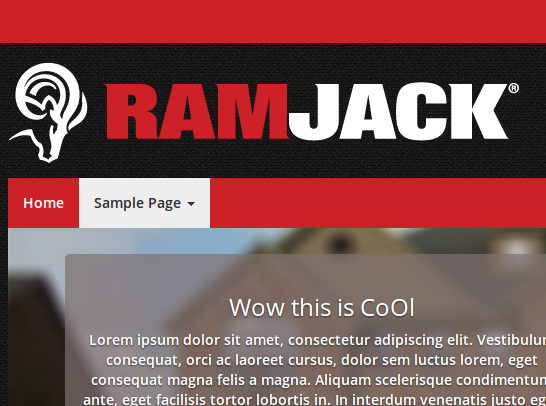 RAMJACK®
Home
Sample Page
Wow this is CoOl
Lorem ipsum dolor sit amet, consectetur adipiscing elit. Vestibulum
consequat, orci ac laoreet cursus, dolor sem luctus lorem, eget
consequat magna felis a magna. Aliquam scelerisque condimentum
ante, eget facilisis tortor lobortis in. In interdum venenatis justo eg